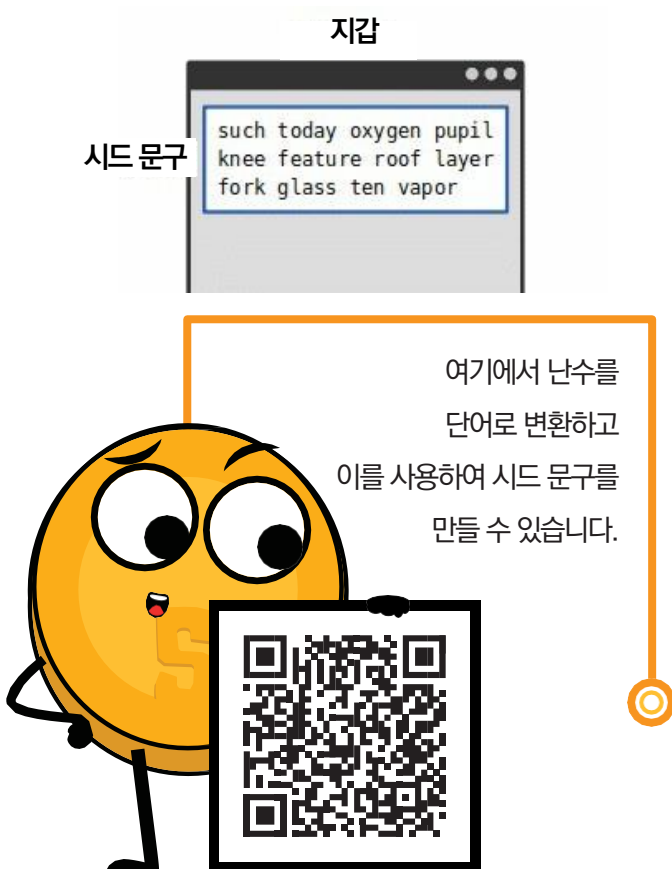 지갑
시드 문구
such today oxygen pupil
knee feature roof layer
fork glass ten vapor
여기에서 난수를
단어로 변환하고
이를 사용하여 시드 문구를
만들 수 있습니다.